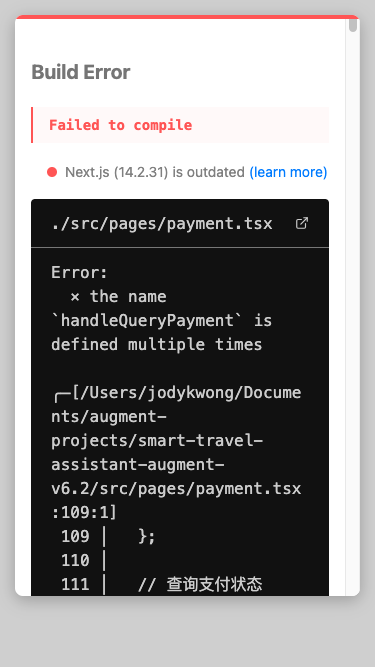 Build Error
Failed to compile
Next.js (14.2.31) is outdated (learn more)
./src/pages/payment.tsx
Error:
× the name
`handleQueryPayment` is
defined multiple times
╭─[/Users/jodykwong/Docume
nts/augment-
projects/smart-travel-
assistant-augment-
v6.2/src/pages/payment.tsx
:109:1]
109 │   };
110 │
111 │   // 查询支付状态